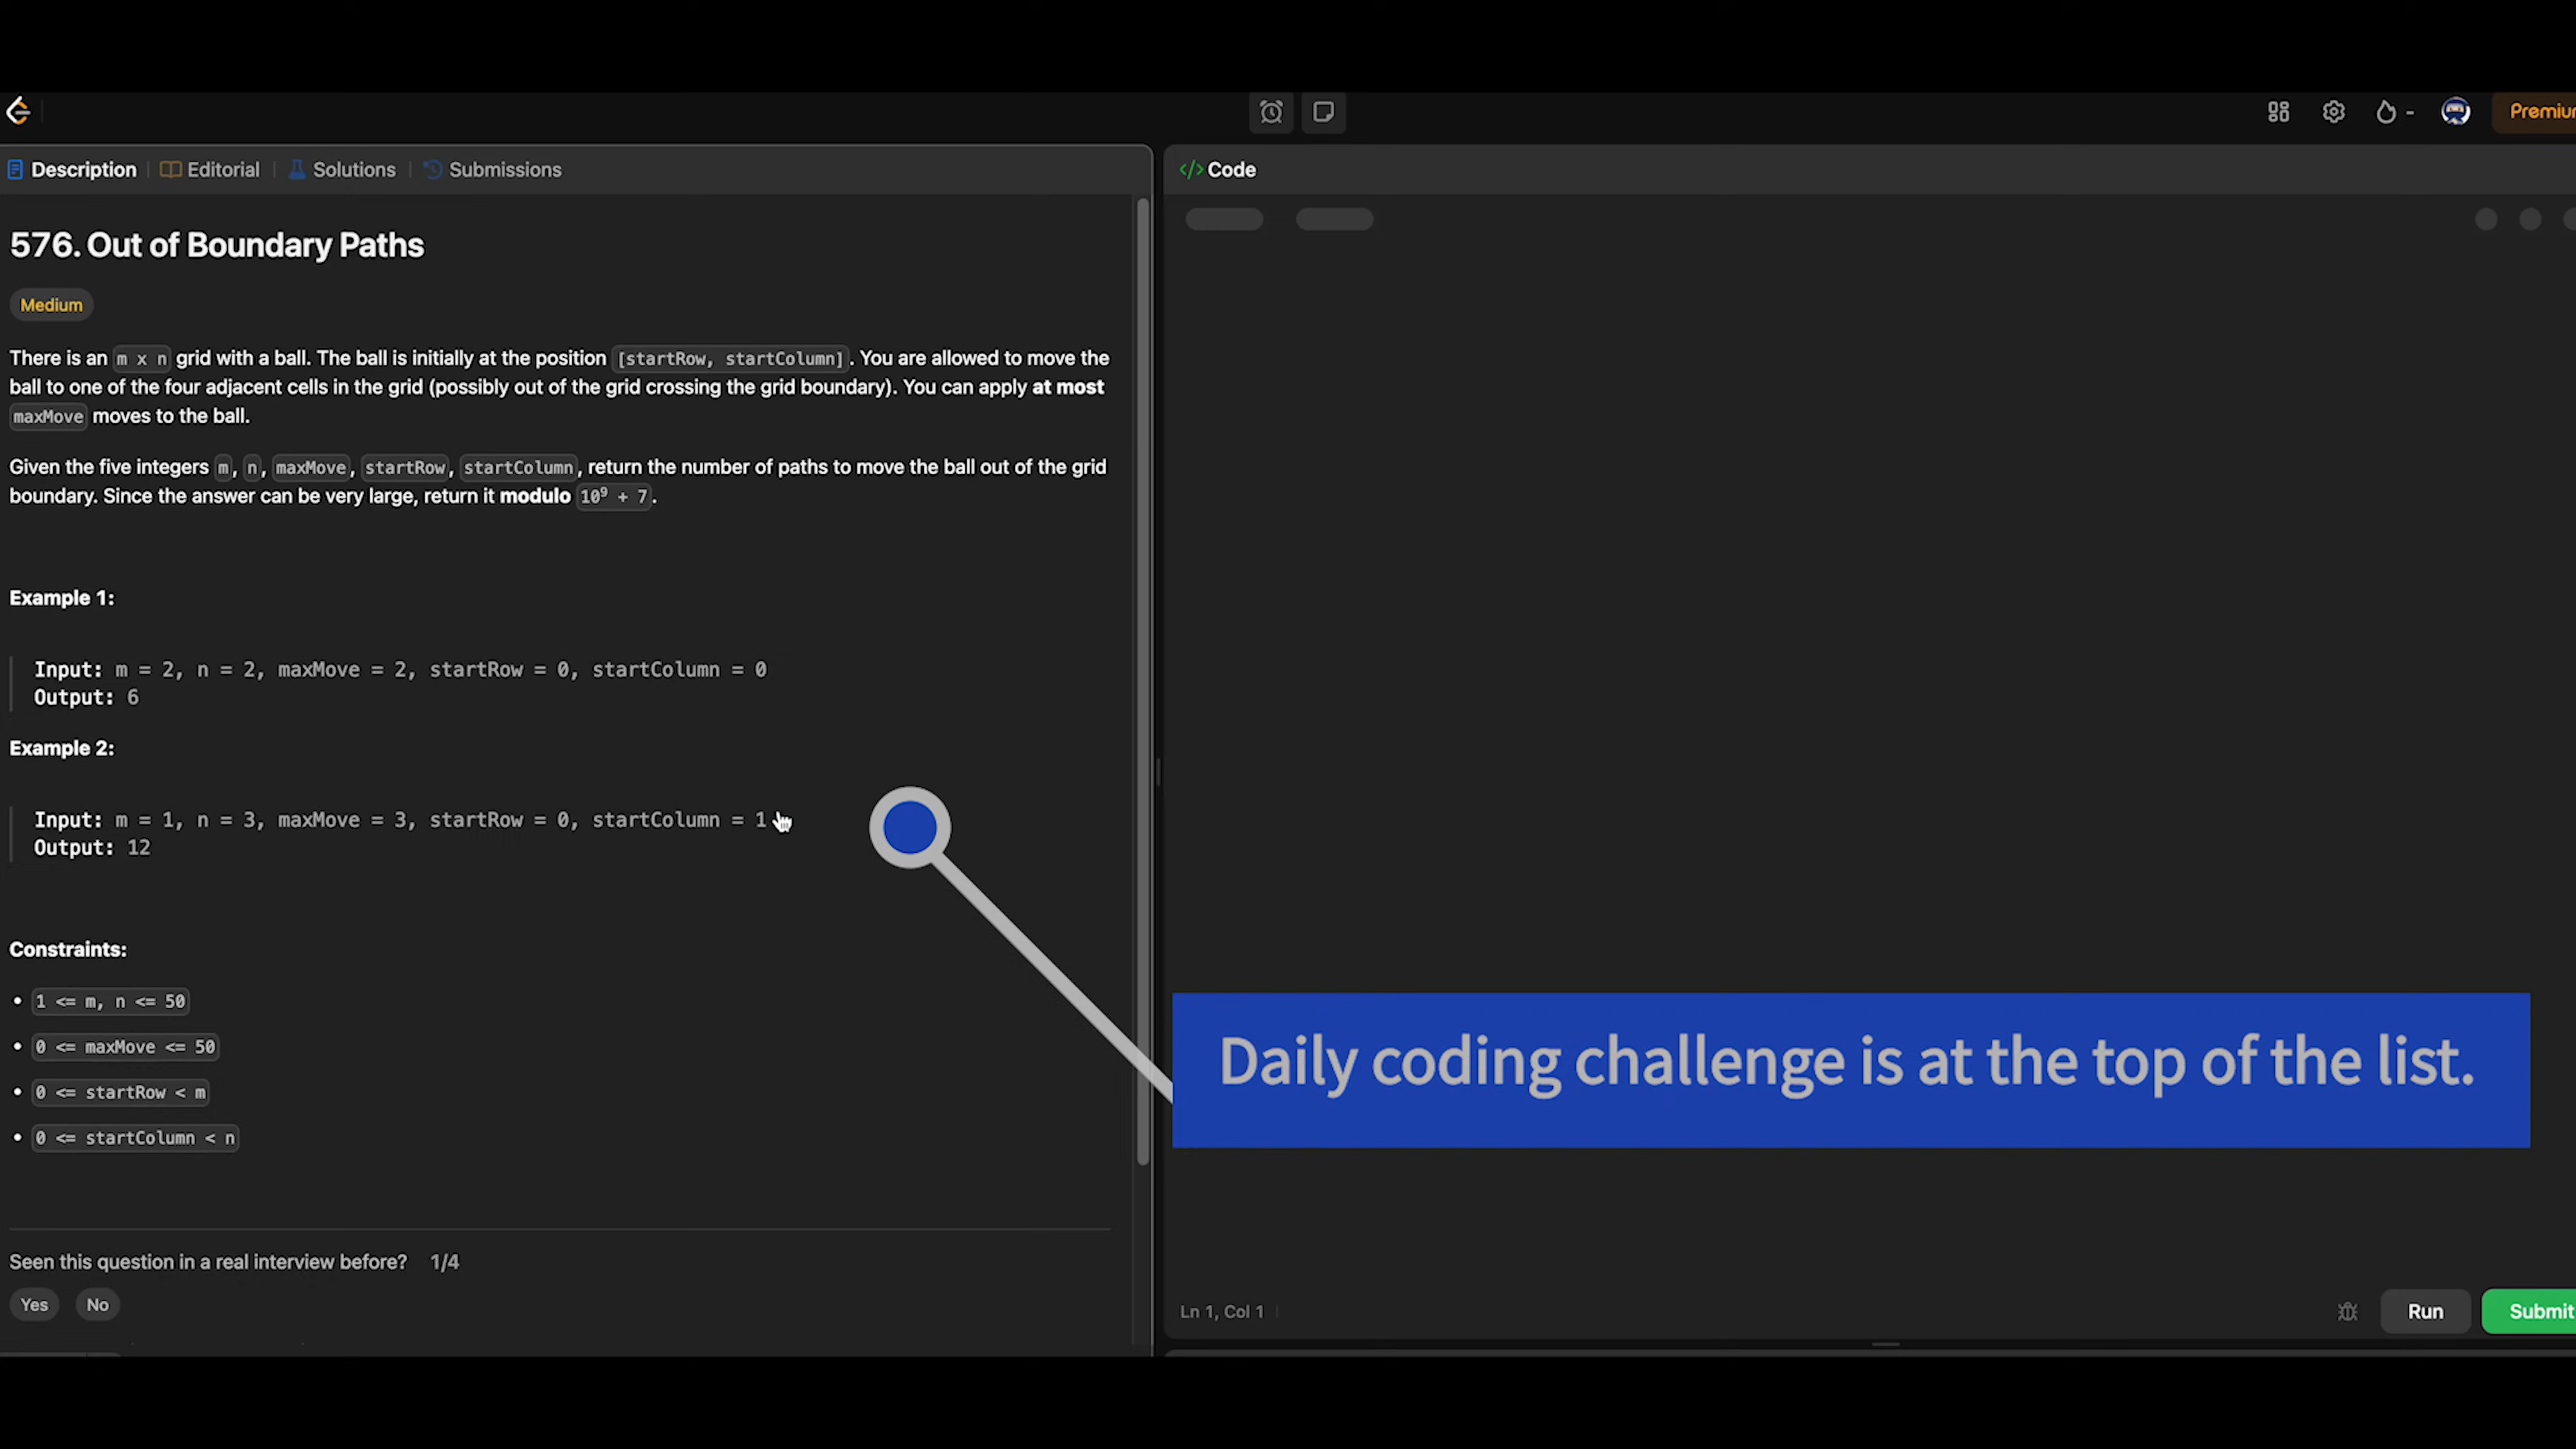 Premiu
Description
Editorial
Solutions
Submissions
</> Code
576. Out of Boundary Paths
Medium
There is an m x n grid with a ball. The ball is initially at the position [startRow, startColumn]. You are allowed to move the
ball to one of the four adjacent cells in the grid (possibly out of the grid crossing the grid boundary). You can apply at most
maxMove moves to the ball.
Given the five integers m, n, maxMove, startRow, startColumn, return the number of paths to move the ball out of the grid
boundary. Since the answer can be very large, return it modulo 10⁹ + 7.
Example 1:
Input: m = 2, n = 2, maxMove = 2, startRow = 0, startColumn = 0
Output: 6
Example 2:
Input: m = 1, n = 3, maxMove = 3, startRow = 0, startColumn = 1
Output: 12
Constraints:
• 1 <= m, n <= 50
• 0 <= maxMove <= 50
• 0 <= startRow < m
• 0 <= startColumn < n
Daily coding challenge is at the top of the list.
Seen this question in a real interview before? 1/4
Yes No
Ln 1, Col 1
Run
Submit